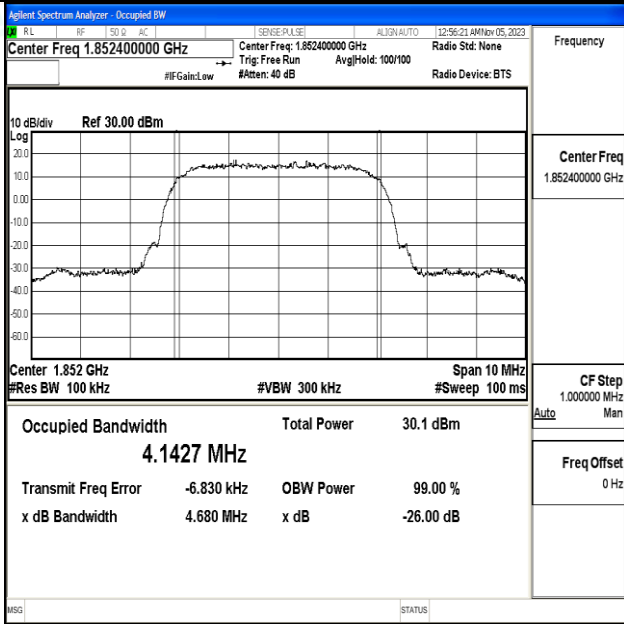 Agilent Spectrum Analyzer - Occupied BW
LXI RL RF 50 Ω AC SENSE:PULSE ALIGN AUTO 12:56:21 AM Nov 05, 2023
Center Freq 1.852400000 GHz
Center Freq: 1.852400000 GHz
Radio Std: None
Trig: Free Run Avg|Hold: 100/100
#IFGain:Low
#Atten: 40 dB
Radio Device: BTS
Frequency
10 dB/div Ref 30.00 dBm
Log
20.0
10.0
0.00
-10.0
-20.0
-30.0
-40.0
-50.0
-60.0
Center Freq
1.852400000 GHz
Center 1.852 GHz Span 10 MHz
#Res BW 100 kHz #VBW 300 kHz #Sweep 100 ms
CF Step
1.000000 MHz
Auto Man
Occupied Bandwidth Total Power 30.1 dBm
4.1427 MHz
Transmit Freq Error -6.830 kHz OBW Power 99.00 %
x dB Bandwidth 4.680 MHz x dB -26.00 dB
Freq Offset
0 Hz
MSG STATUS